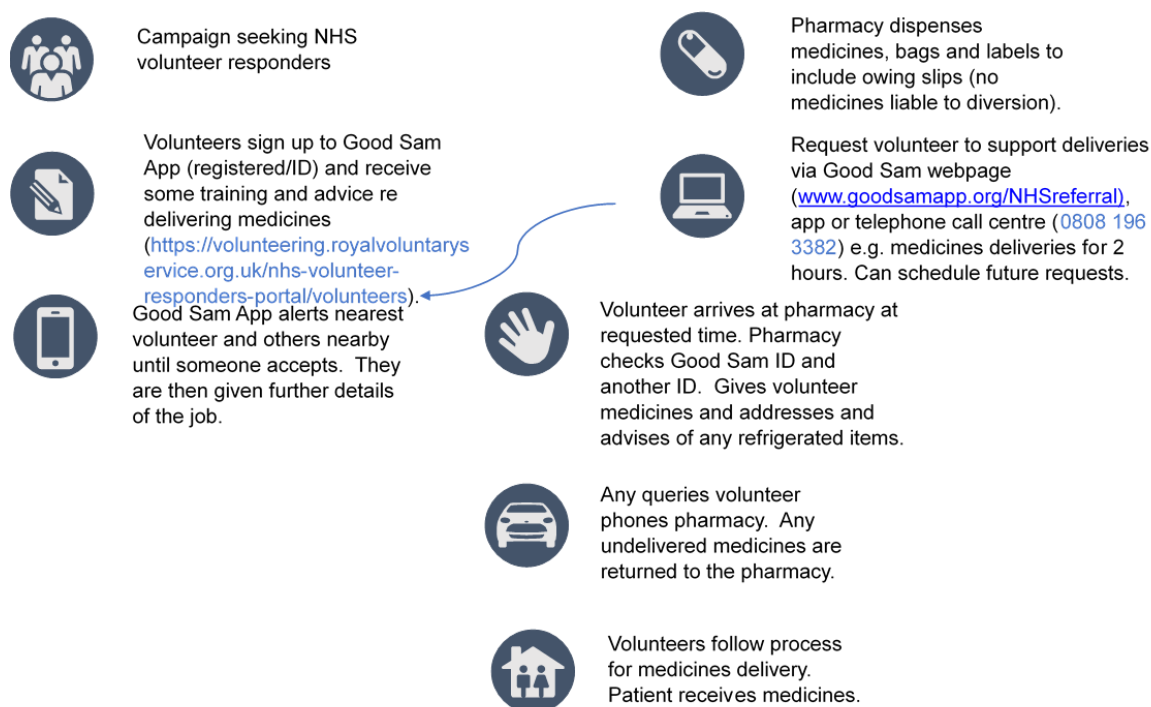 Campaign seeking NHS
volunteer responders
Volunteers sign up to Good Sam
App (registered/ID) and receive
some training and advice re
delivering medicines
(https://volunteering.royalvoluntarys
ervice.org.uk/nhs-volunteer-
responders-portal/volunteers).
Good Sam App alerts nearest
volunteer and others nearby
until someone accepts.  They
are then given further details
of the job.
Pharmacy dispenses
medicines, bags and labels to
include owing slips (no
medicines liable to diversion).
Request volunteer to support deliveries
via Good Sam webpage
(www.goodsamapp.org/NHSreferral),
app or telephone call centre (0808 196
3382) e.g. medicines deliveries for 2
hours. Can schedule future requests.
Volunteer arrives at pharmacy at
requested time. Pharmacy
checks Good Sam ID and
another ID.  Gives volunteer
medicines and addresses and
advises of any refrigerated items.
Any queries volunteer
phones pharmacy.  Any
undelivered medicines are
returned to the pharmacy.
Volunteers follow process
for medicines delivery.
Patient receives medicines.